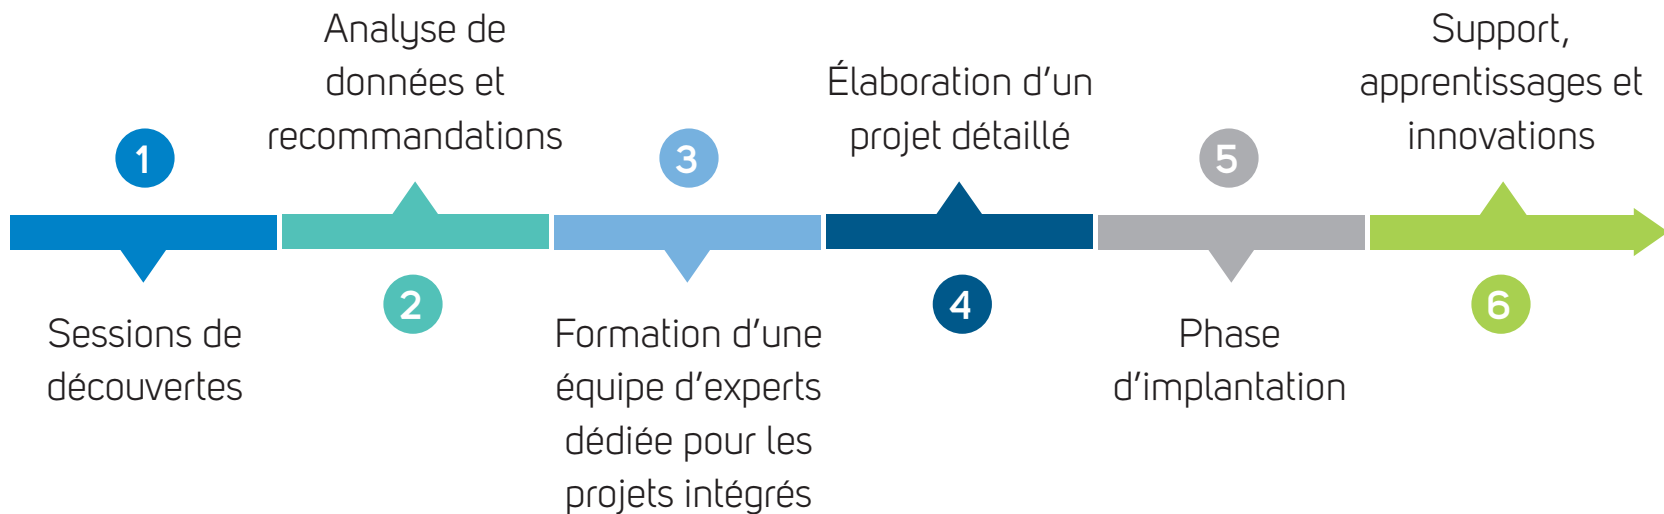 1
Sessions de
découvertes
Analyse de
données et
recommandations
2
3
Formation d’une
équipe d’experts
dédiée pour les
projets intégrés
Élaboration d’un
projet détaillé
4
5
Phase
d’implantation
Support,
apprentissages et
innovations
6